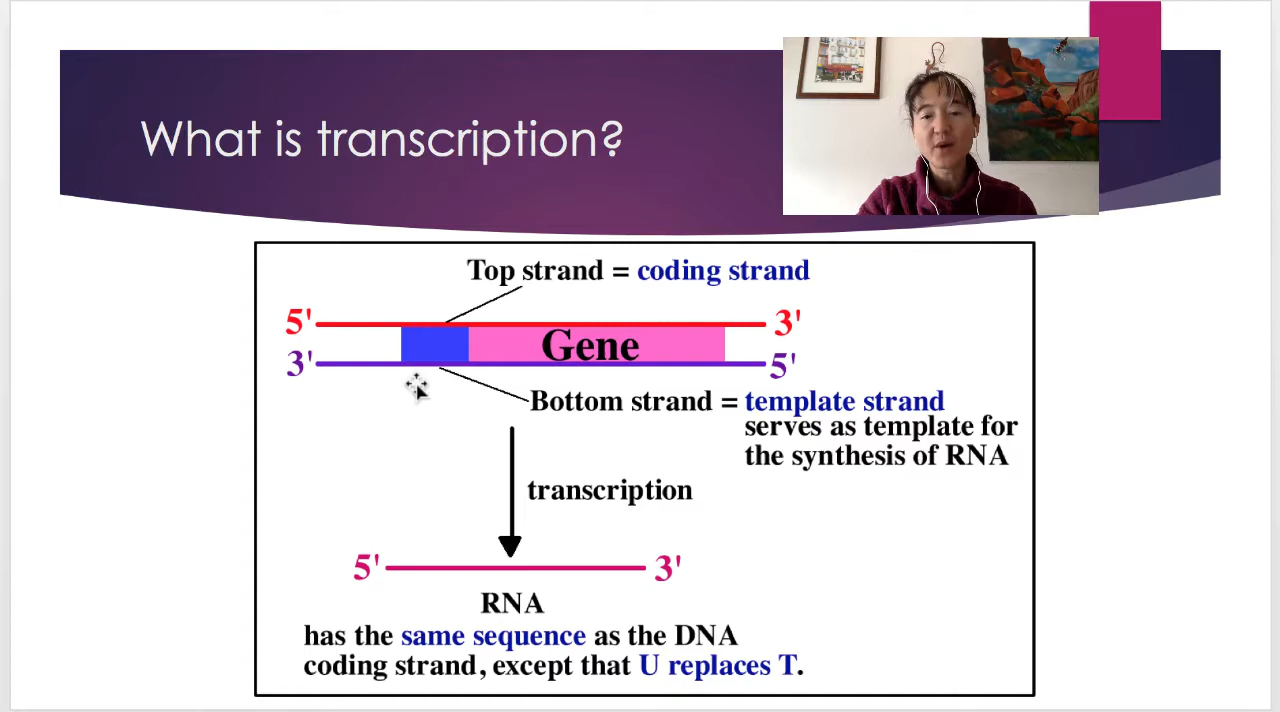 What is transcription?
Top strand = coding strand
5' 3'
Gene
3' 5'
Bottom strand = template strand
serves as template for
the synthesis of RNA
transcription
5' 3'
RNA
has the same sequence as the DNA
coding strand, except that U replaces T.